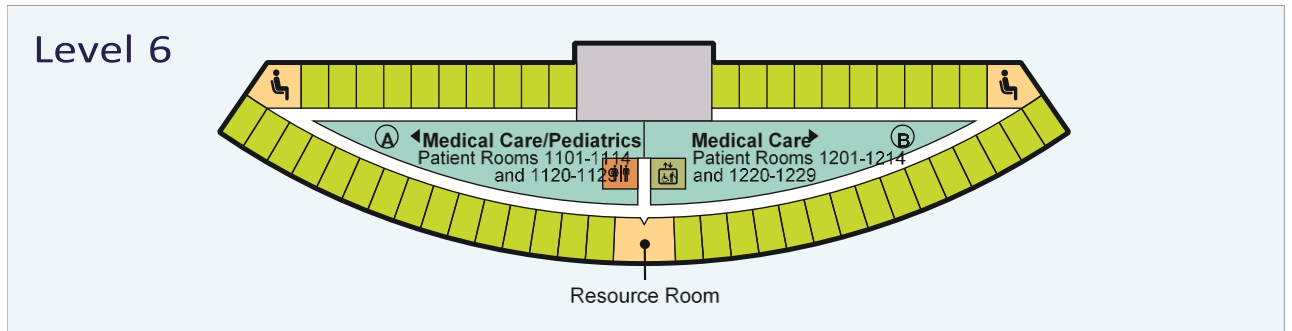 Level 6
A
Medical Care/Pediatrics
Patient Rooms 1101-1114
and 1120-1129
Medical Care
B
Patient Rooms 1201-1214
and 1220-1229
Resource Room